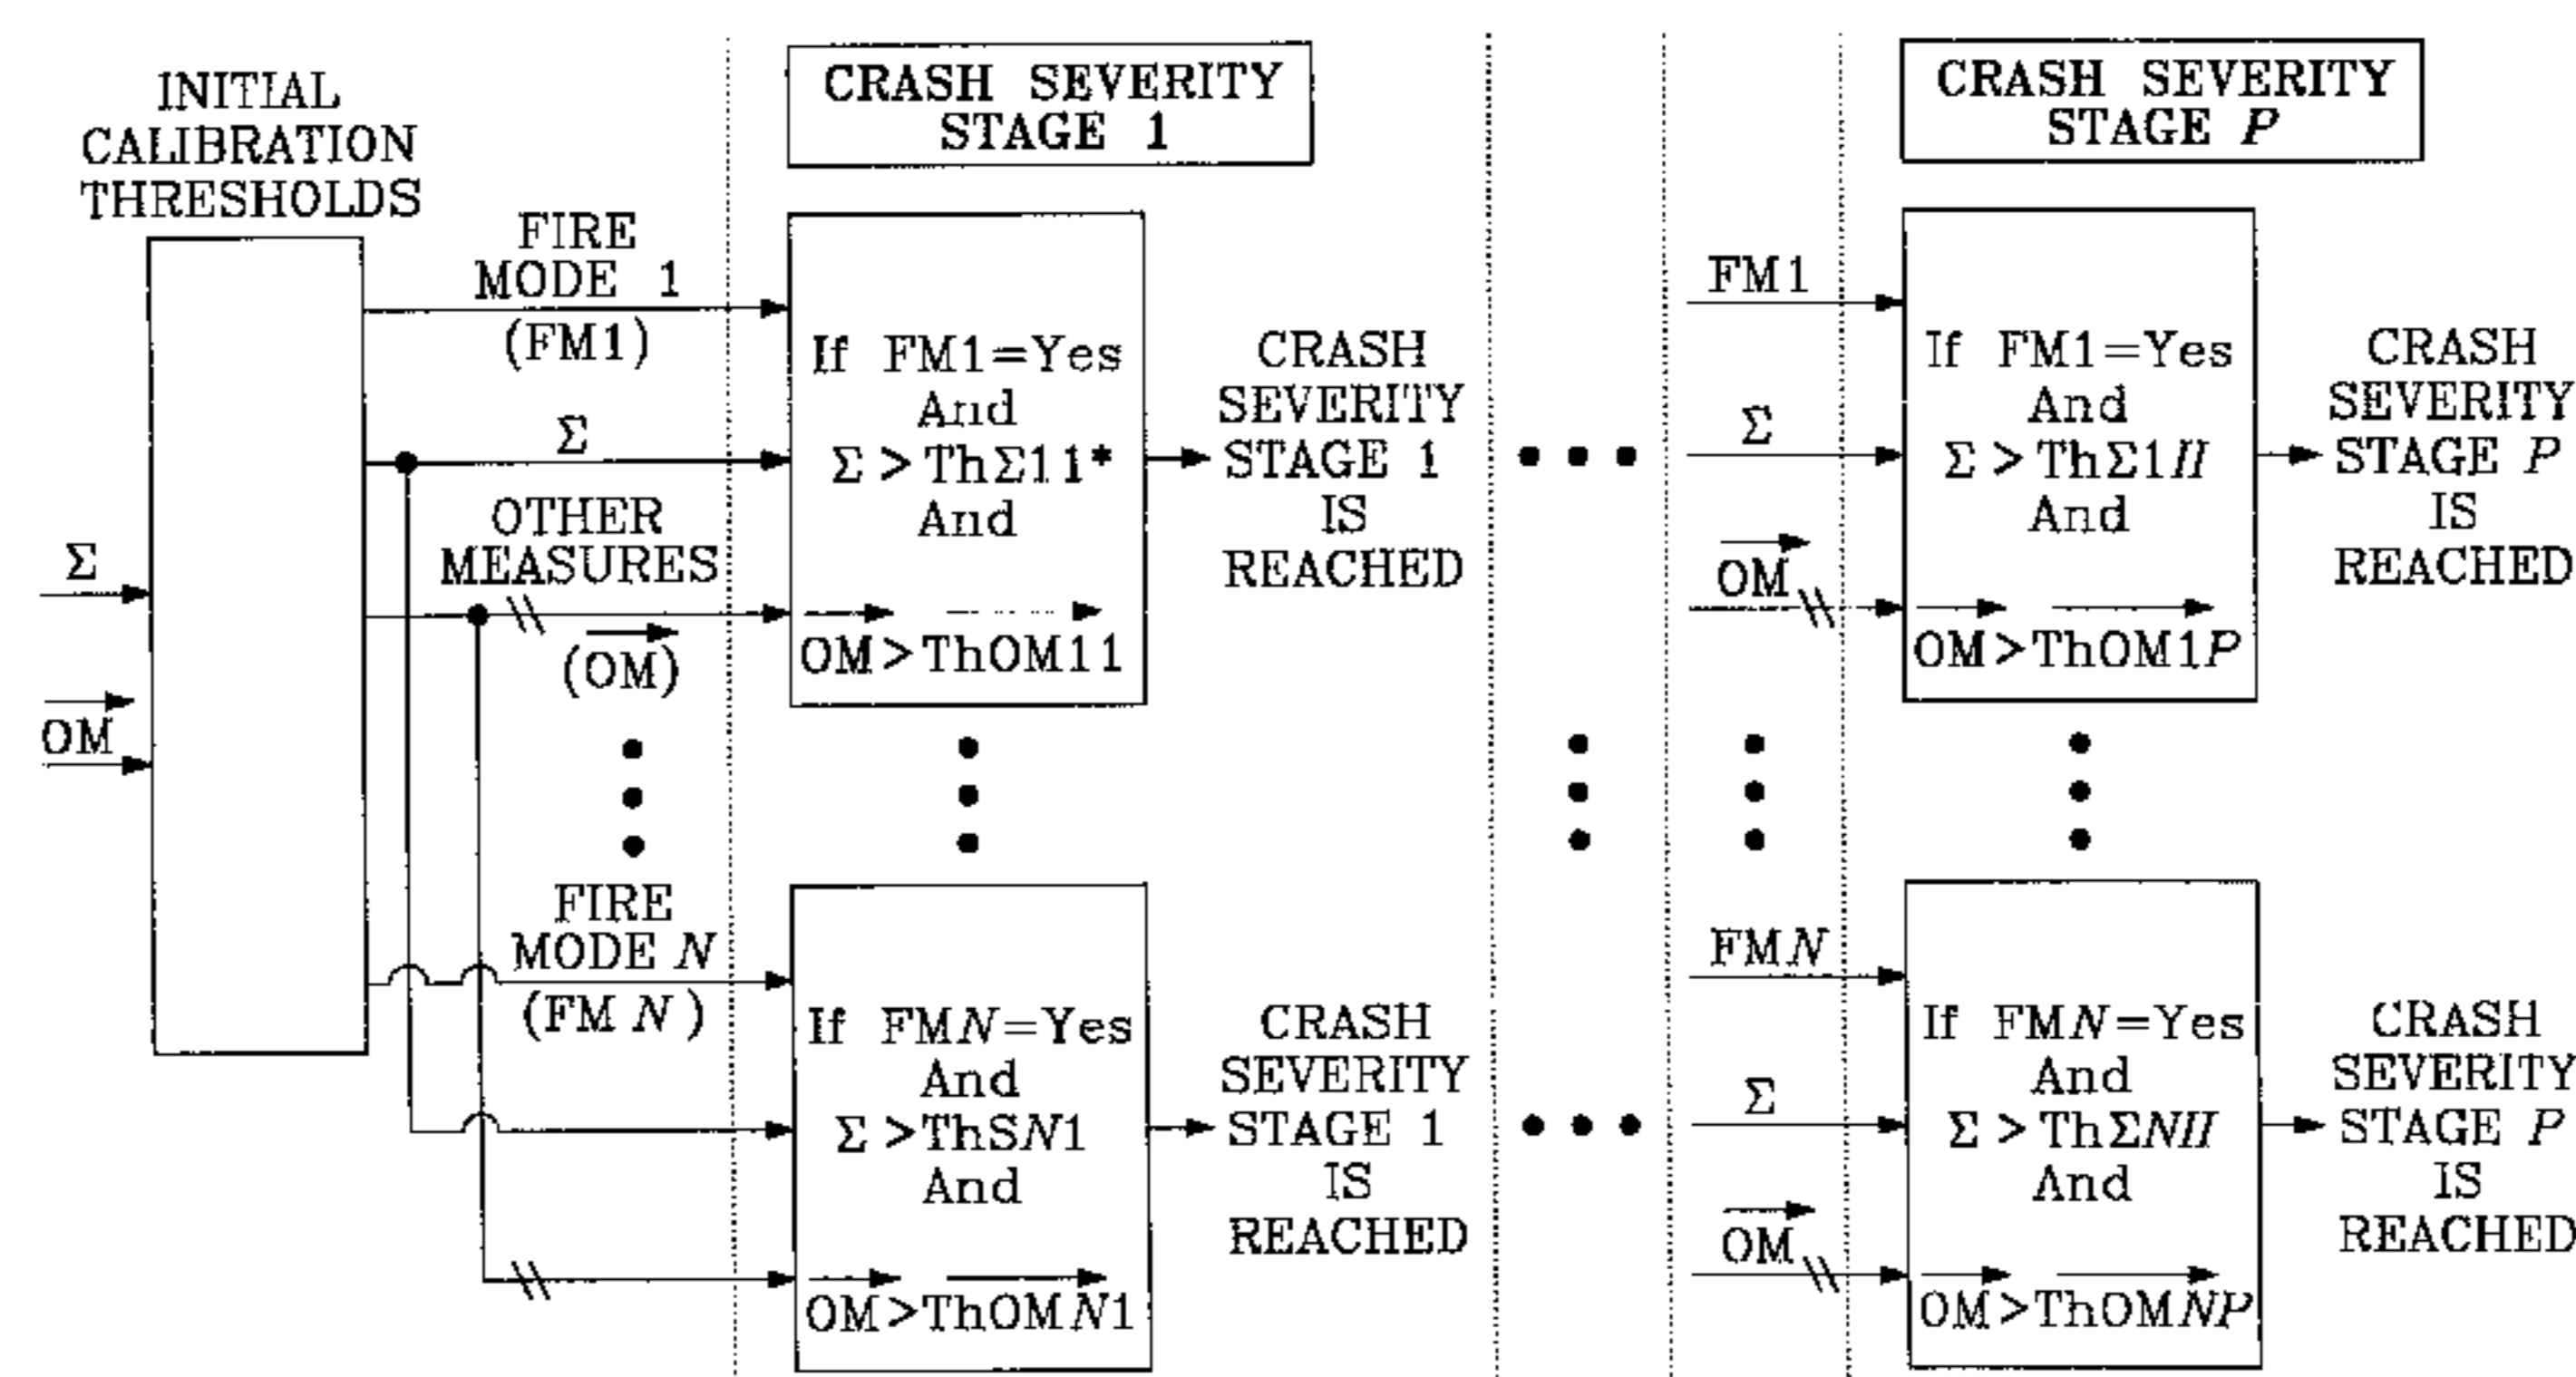 INITIAL
CALIBRATION
THRESHOLDS
Σ
OM
FIRE
MODE 1
(FM1)
Σ
OTHER
MEASURES
(OM)
FIRE
MODE N
(FM N)
CRASH SEVERITY
STAGE 1
If FM1=Yes
And
Σ > ThΣ11*
And
OM>ThOM11
CRASH
SEVERITY
STAGE 1
IS
REACHED
If FMN=Yes
And
Σ >ThSN1
And
OM>ThOMN1
CRASH
SEVERITY
STAGE 1
IS
REACHED
CRASH SEVERITY
STAGE P
FM1
Σ
OM
If FM1=Yes
And
Σ > ThΣ1II
And
OM>ThOM1P
CRASH
SEVERITY
STAGE P
IS
REACHED
FMN
Σ
OM
If FMN=Yes
And
Σ > ThΣNII
And
OM>ThOMNP
CRASH
SEVERITY
STAGE P
IS
REACHED